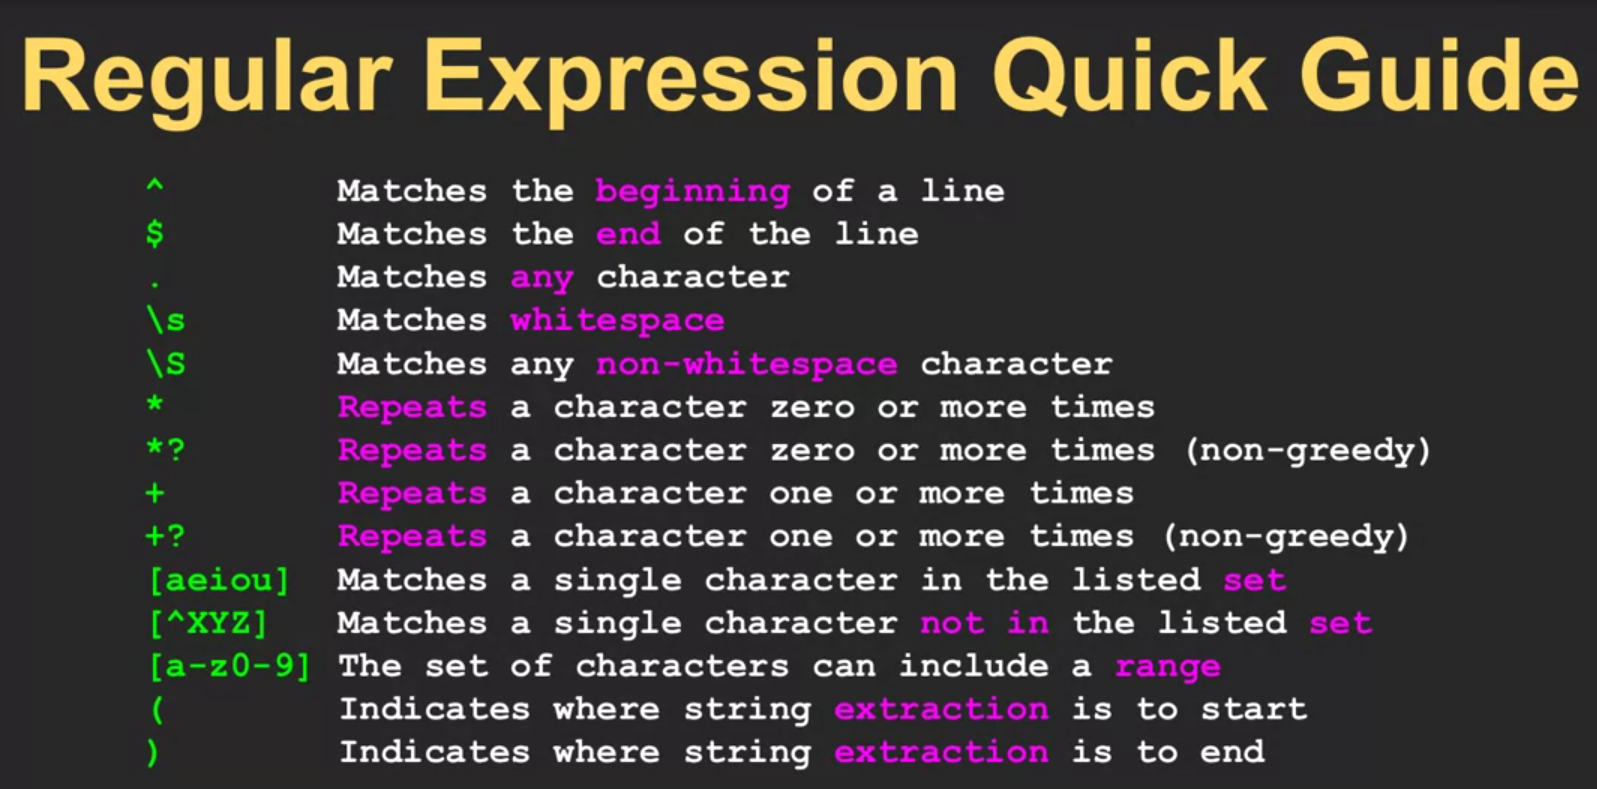 Regular Expression Quick Guide
^ Matches the beginning of a line
$ Matches the end of the line
. Matches any character
\s Matches whitespace
\S Matches any non-whitespace character
* Repeats a character zero or more times
*? Repeats a character zero or more times (non-greedy)
+ Repeats a character one or more times
+? Repeats a character one or more times (non-greedy)
[aeiou] Matches a single character in the listed set
[^XYZ] Matches a single character not in the listed set
[a-z0-9] The set of characters can include a range
( Indicates where string extraction is to start
) Indicates where string extraction is to end